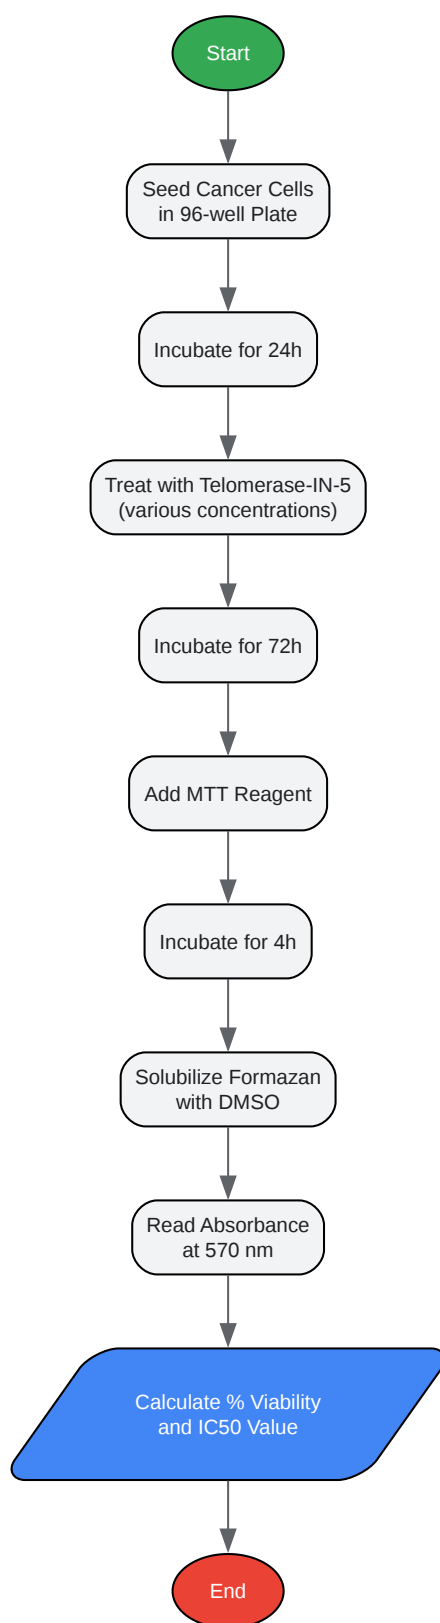 Start
Seed Cancer Cells
in 96-well Plate
Incubate for 24h
Treat with Telomerase-IN-5
(various concentrations)
Incubate for 72h
Add MTT Reagent
Incubate for 4h
Solubilize Formazan
with DMSO
Read Absorbance
at 570 nm
Calculate % Viability
and IC50 Value
End